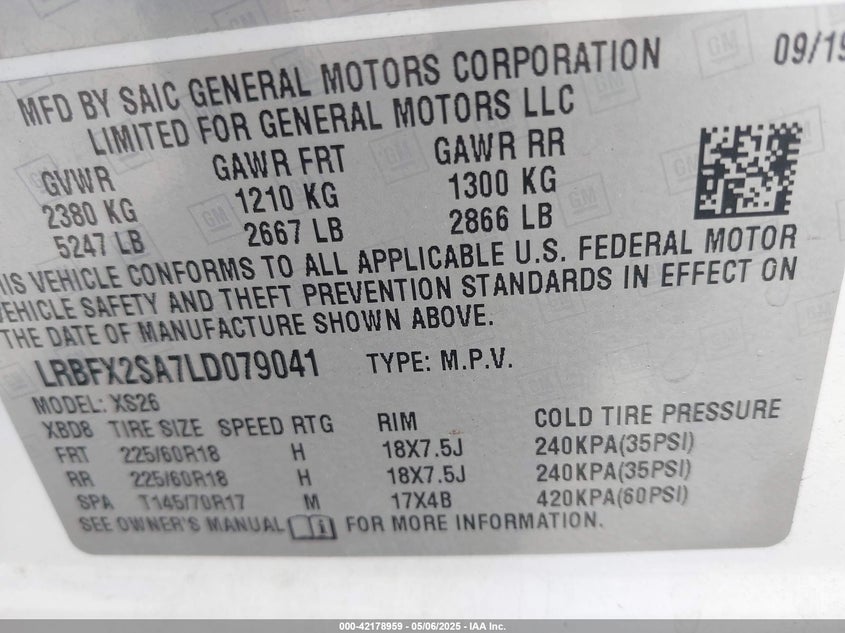 09/19
MFD BY SAIC GENERAL MOTORS CORPORATION
LIMITED FOR GENERAL MOTORS LLC
GVWR GAWR FRT GAWR RR
2380 KG 1210 KG 1300 KG
5247 LB 2667 LB 2866 LB
IS VEHICLE CONFORMS TO ALL APPLICABLE U.S. FEDERAL MOTOR
VEHICLE SAFETY AND THEFT PREVENTION STANDARDS IN EFFECT ON
THE DATE OF MANUFACTURE SHOWN ABOVE.
LRBFX2SA7LD079041 TYPE: M.P.V.
MODEL: XS26
XBD8 TIRE SIZE SPEED RTG RIM COLD TIRE PRESSURE
FRT 225/60R18 H 18X7.5J 240KPA(35PSI)
RR 225/60R18 H 18X7.5J 240KPA(35PSI)
SPA T145/70R17 M 17X4B 420KPA(60PSI)
SEE OWNER'S MANUAL FOR MORE INFORMATION.
000-42178959 - 05/06/2025 - IAA Inc.